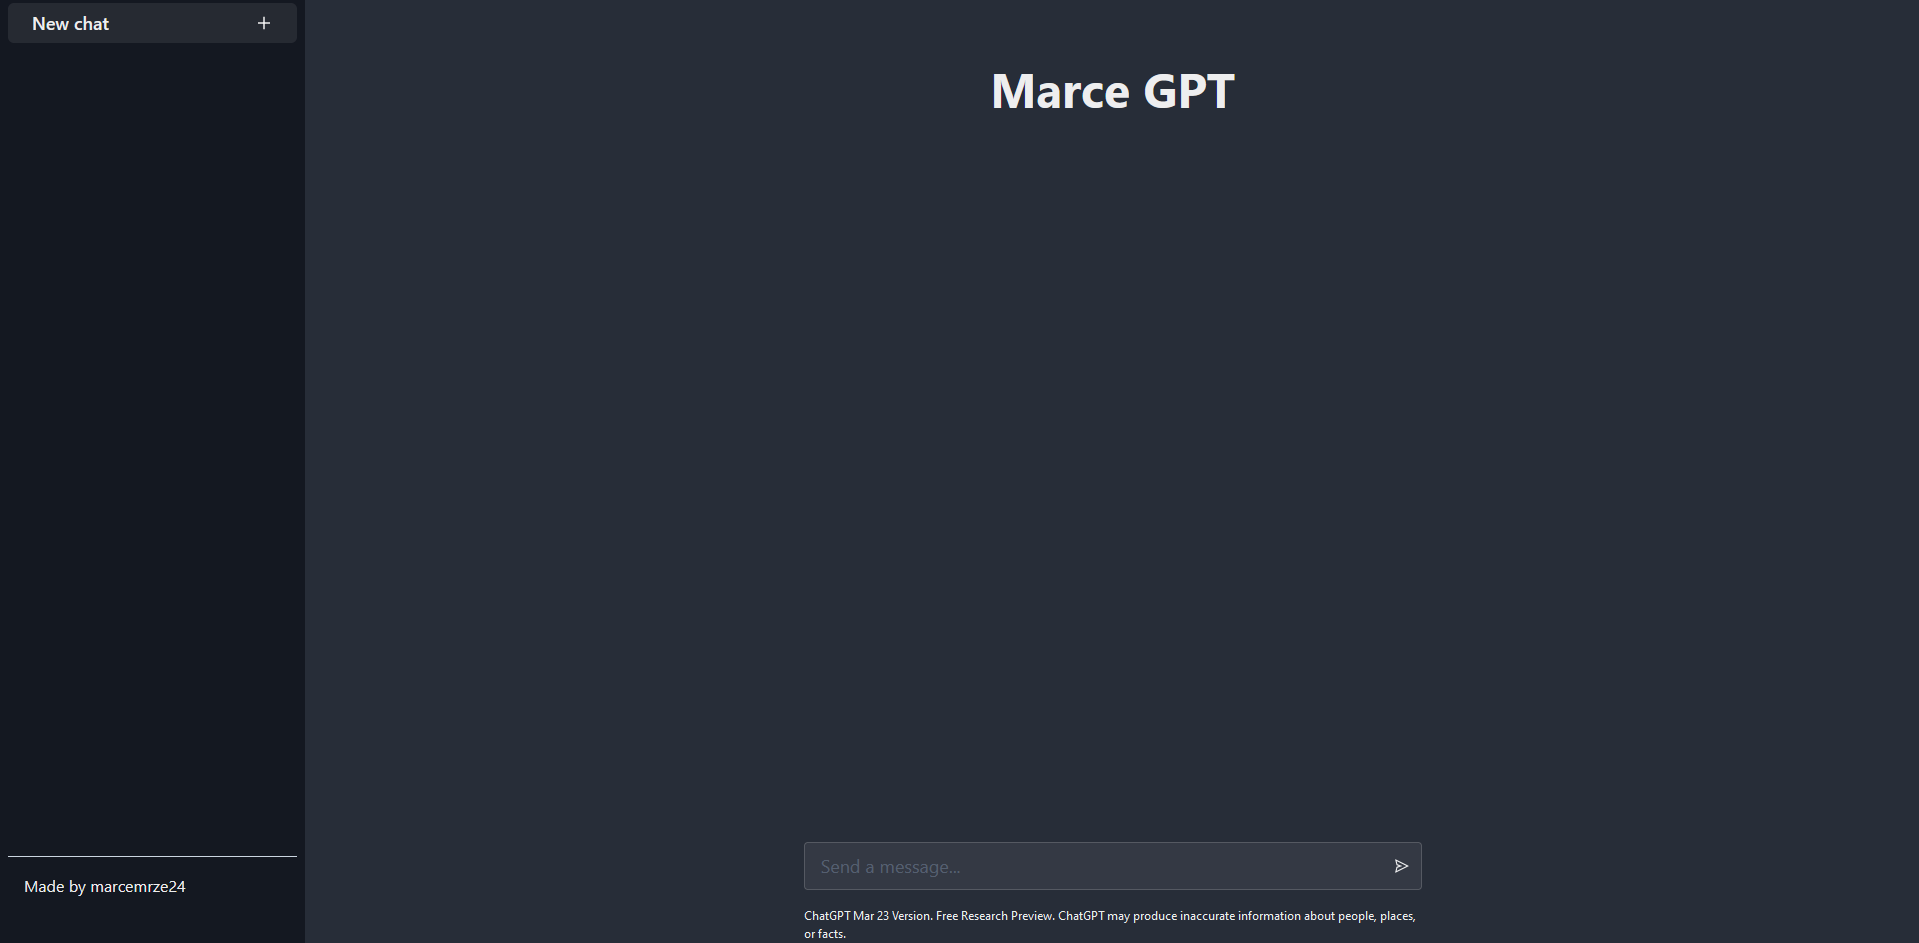 New chat
Marce GPT
Send a message...
ChatGPT Mar 23 Version. Free Research Preview. ChatGPT may produce inaccurate information about people, places,
or facts.
Made by marcemrze24